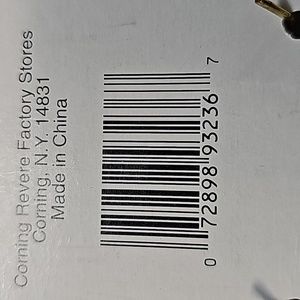 Corning Revere Factory Stores
Corning, N.Y. 14831
Made in China
0 72898 93236 7